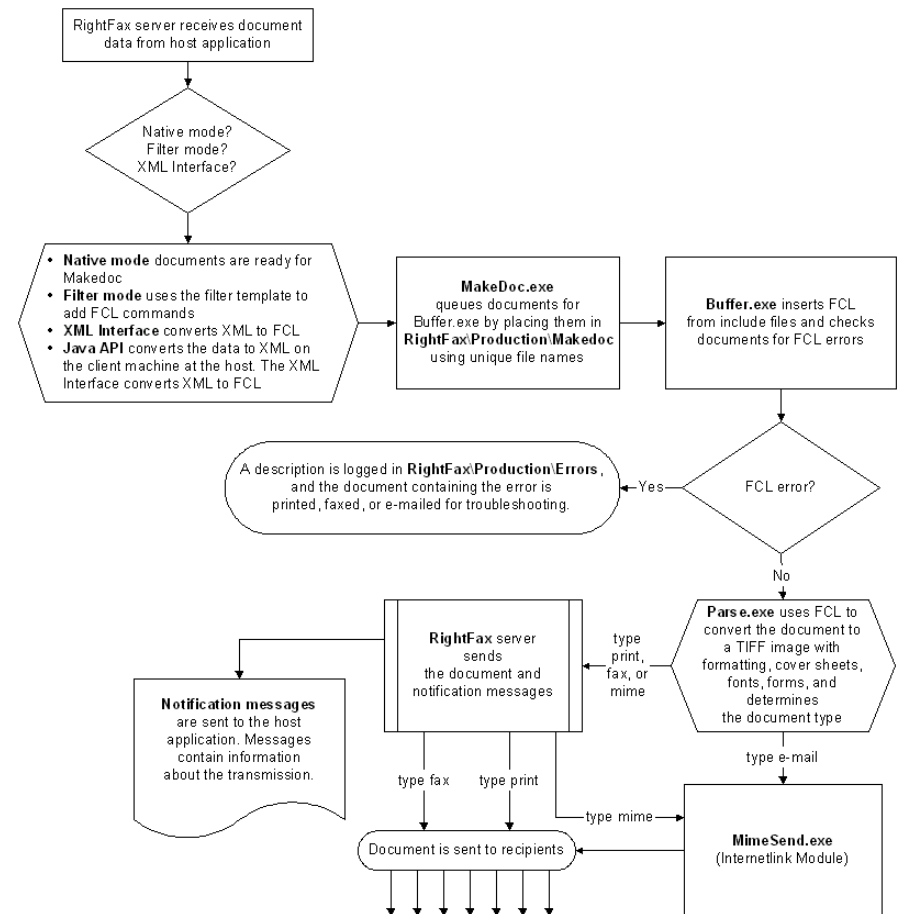 RightFax server receives document
data from host application
Native mode?
Filter mode?
XML Interface?
• Native mode documents are ready for
Makedoc
• Filter mode uses the filter template to
add FCL commands
• XML Interface converts XML to FCL
• Java API converts the data to XML on
the client machine at the host. The XML
Interface converts XML to FCL
MakeDoc.exe
queues documents for
Buffer.exe by placing them in
RightFax\Production\Makedoc
using unique file names
Buffer.exe inserts FCL
from include files and checks
documents for FCL errors
FCL error?
Yes
A description is logged in RightFax\Production\Errors,
and the document containing the error is
printed, faxed, or e-mailed for troubleshooting.
No
Parse.exe uses FCL to
convert the document to
a TIFF image with
formatting, cover sheets,
fonts, forms, and
determines
the document type
type
print,
fax, or
mime
RightFax server
sends
the document and
notification messages
Notification messages
are sent to the host
application. Messages
contain information
about the transmission.
type fax
type print
type mime
type e-mail
MimeSend.exe
(Internetlink Module)
Document is sent to recipients